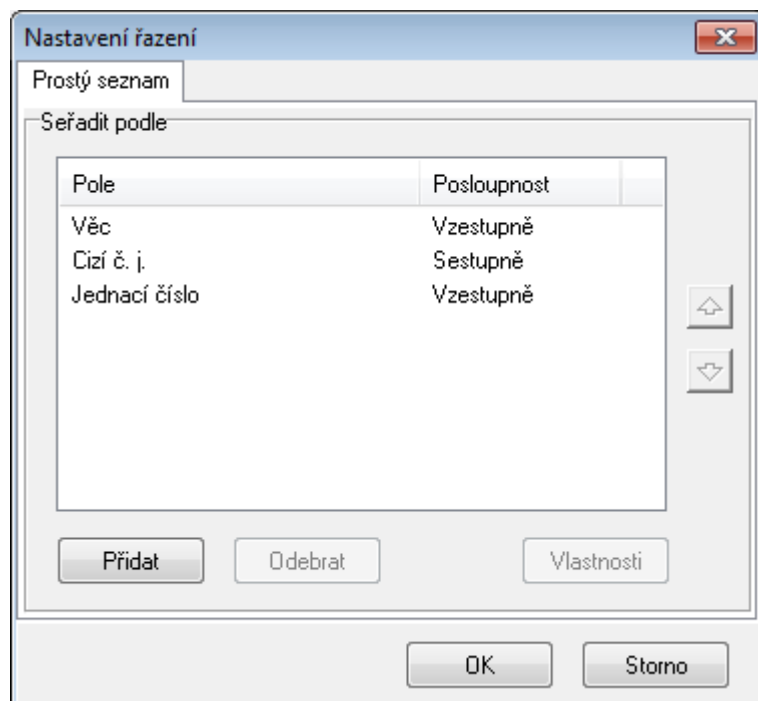 Nastavení řazení
Prostý seznam
Seřadit podle
Pole Posloupnost
Věc Vzestupně
Cizí č. j. Sestupně
Jednací číslo Vzestupně
Přidat Odebrat Vlastnosti
OK Storno